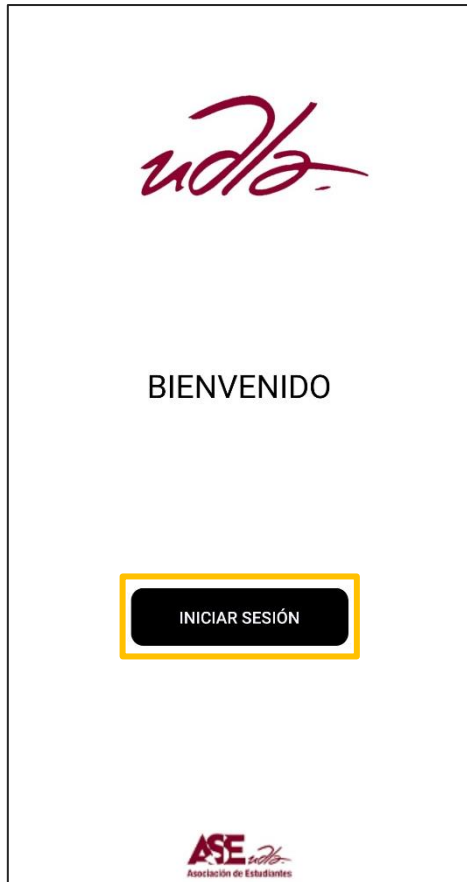 udla-
BIENVENIDO
INICIAR SESIÓN
ASE udla-
Asociación de Estudiantes